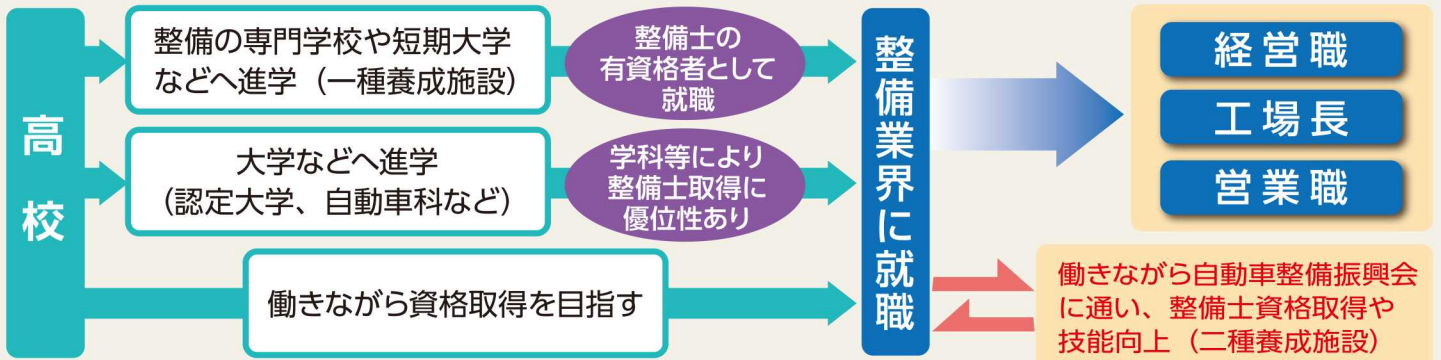 高校
整備の専門学校や短期大学
などへ進学（一種養成施設）
整備士の
有資格者として
就職
大学などへ進学
（認定大学、自動車科など）
学科等により
整備士取得に
優位性あり
働きながら資格取得を目指す
整備業界に就職
経営職
工場長
営業職
働きながら自動車整備振興会
に通い、整備士資格取得や
技能向上（二種養成施設）